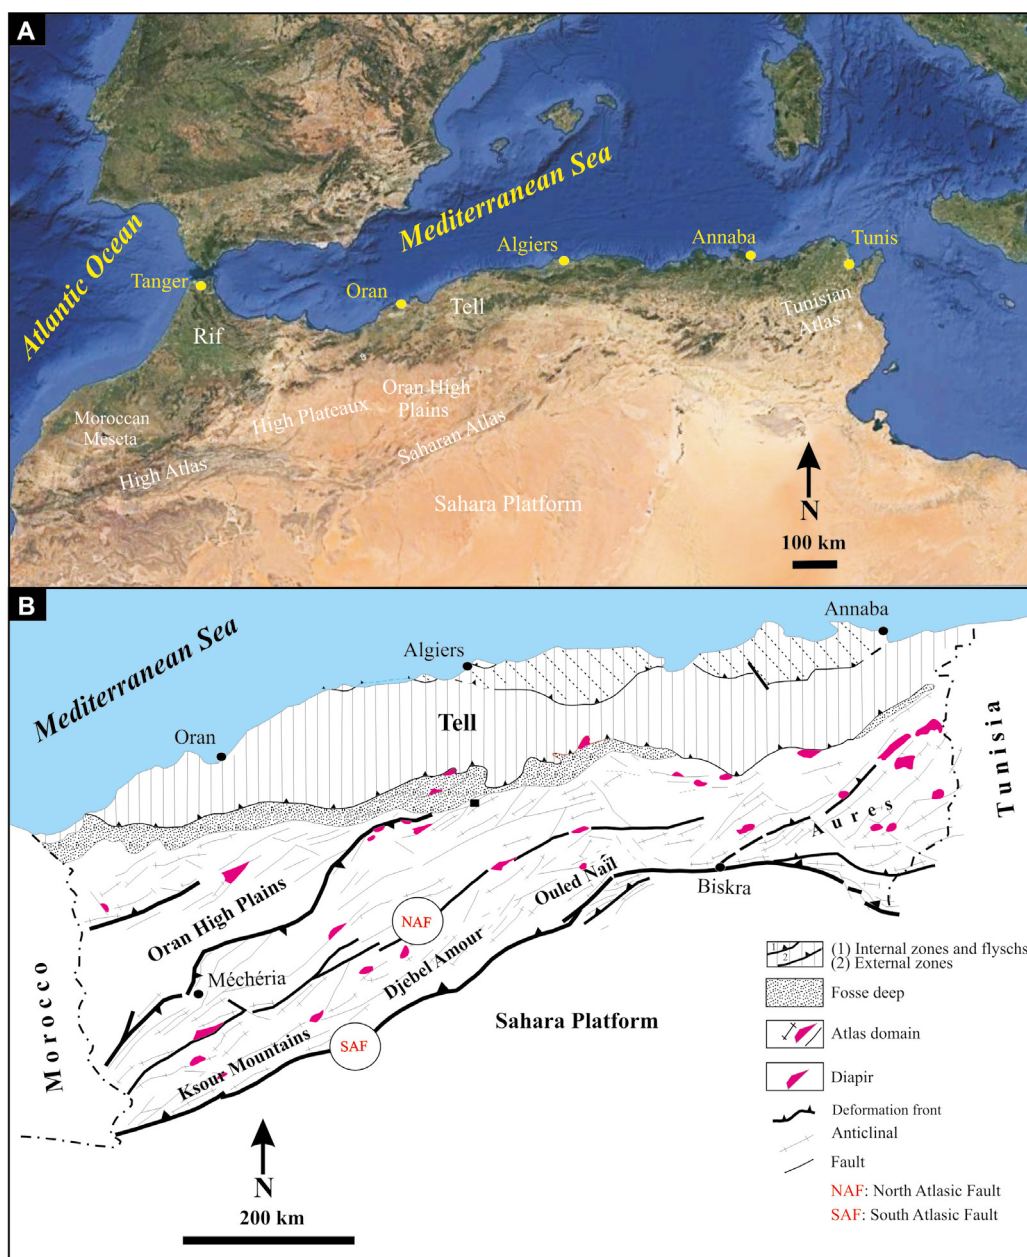 A
Atlantic Ocean
Mediterranean Sea
Tanger
Oran
Algiers
Annaba
Tunis
Rif
Tell
Tunisian
Atlas
Moroccan
Meseta
High Plateaux
Oran High
Plains
High Atlas
Saharan Atlas
Sahara Platform
N
100 km
B
Mediterranean Sea
Oran
Algiers
Annaba
Tell
Tunisia
Morocco
Oran High Plains
Méchéria
NAF
Ouled Naïl
Aures
Biskra
Djebel Amour
Ksour Mountains
SAF
Sahara Platform
N
200 km
1
2
(1) Internal zones and flyschs
(2) External zones
Fosse deep
Atlas domain
Diapir
Deformation front
Anticlinal
Fault
NAF: North Atlasic Fault
SAF: South Atlasic Fault